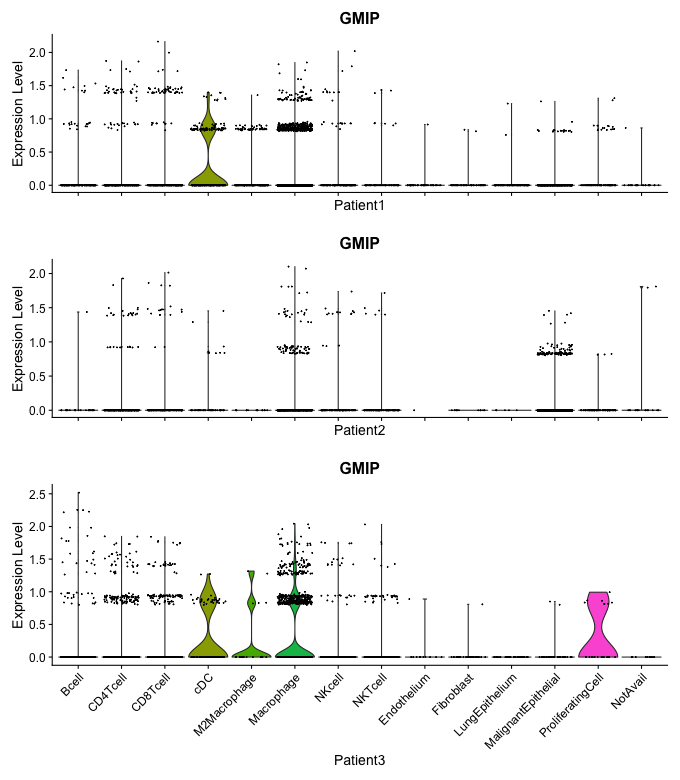 GMIP
Expression Level
2.0
1.5
1.0
0.5
0.0
Patient1
GMIP
Expression Level
2.0
1.5
1.0
0.5
0.0
Patient2
GMIP
Expression Level
2.5
2.0
1.5
1.0
0.5
0.0
Bcell
CD4Tcell
CD8Tcell
cDC
M2Macrophage
Macrophage
NKcell
NKTcell
Endothelium
Fibroblast
LungEpithelium
MalignantEpithelial
ProliferatingCell
NotAvail
Patient3